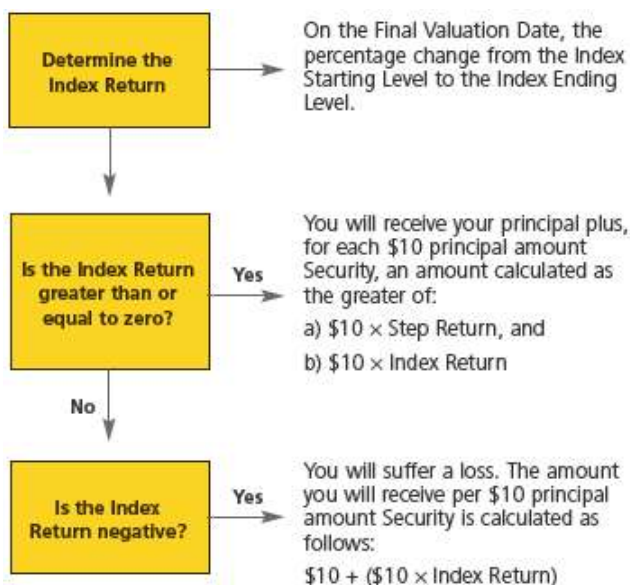 Determine the
Index Return
On the Final Valuation Date, the
percentage change from the Index
Starting Level to the Index Ending
Level.
Is the Index Return
greater than or
equal to zero?
Yes
You will receive your principal plus,
for each $10 principal amount
Security, an amount calculated as
the greater of:
a) $10 × Step Return, and
b) $10 × Index Return
No
Is the Index
Return negative?
Yes
You will suffer a loss. The amount
you will receive per $10 principal
amount Security is calculated as
follows:
$10 + ($10 × Index Return)